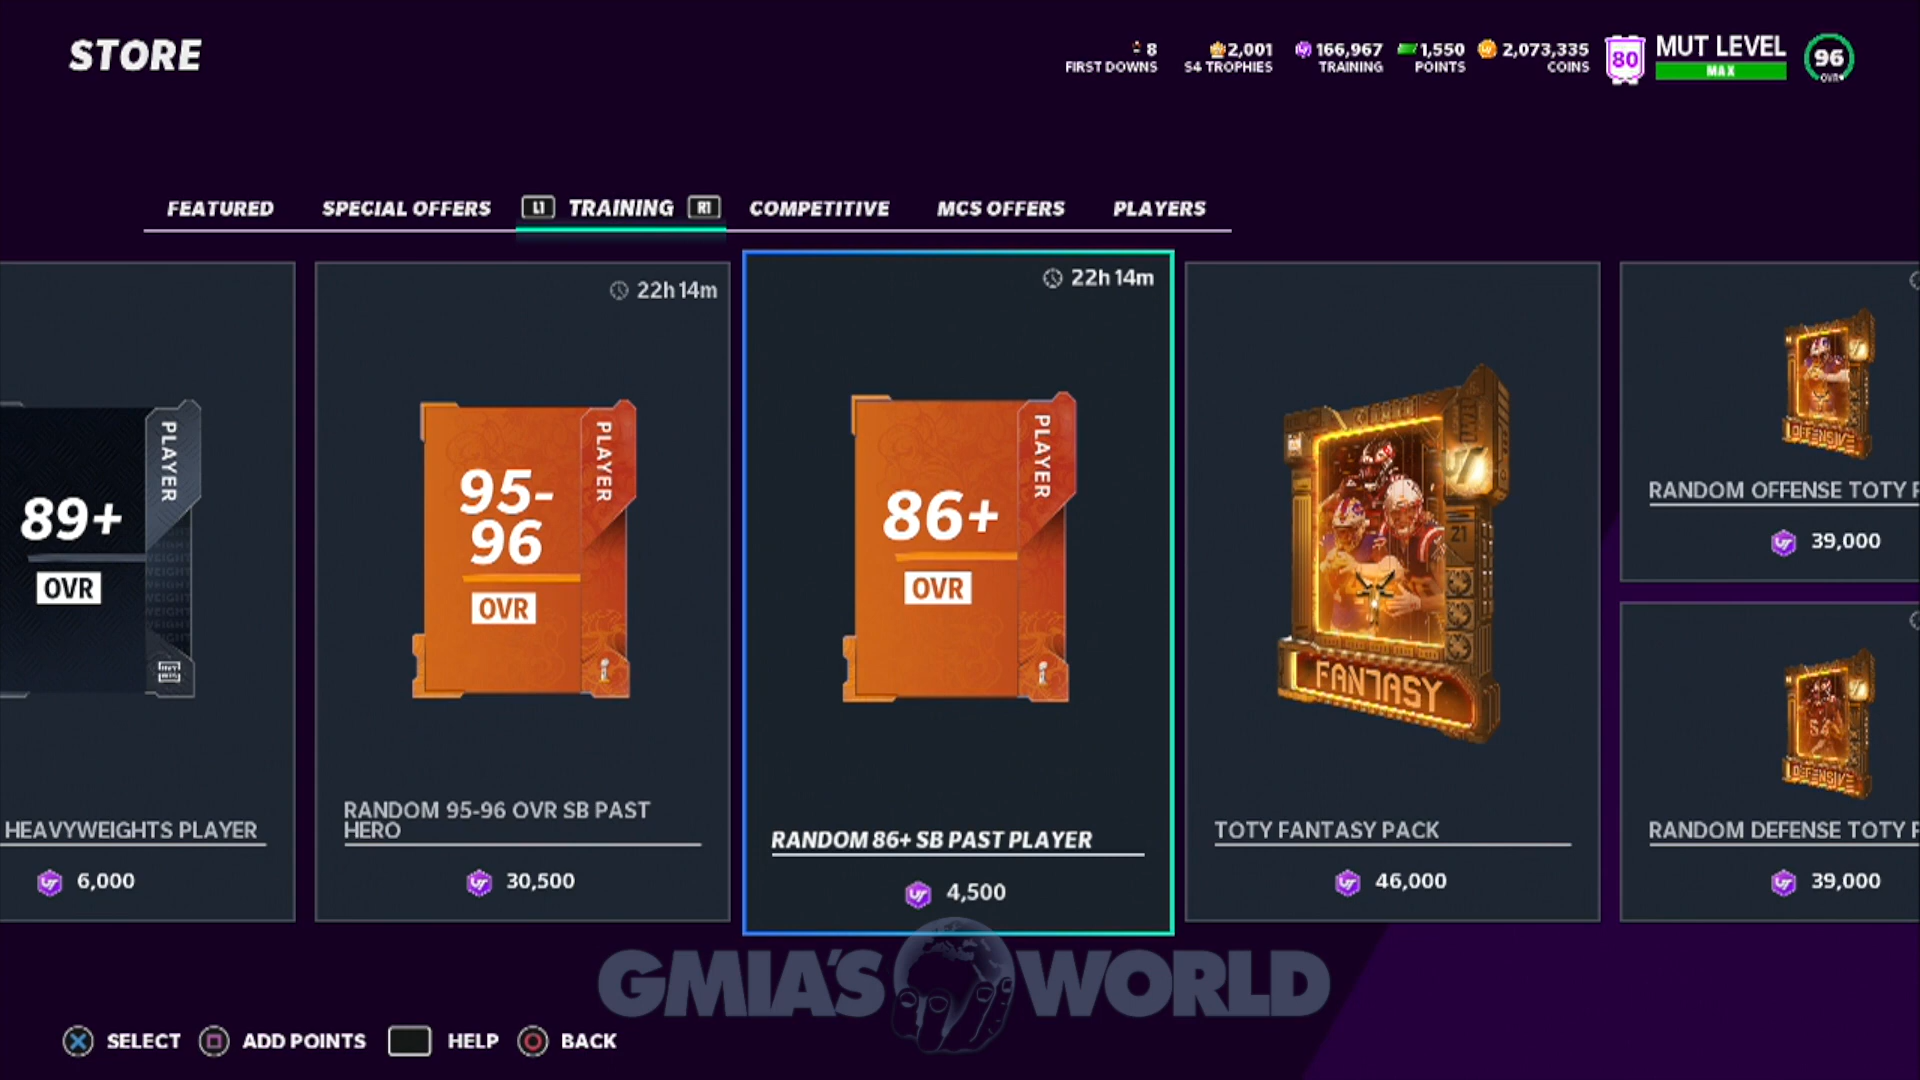 STORE
8
FIRST DOWNS
2,001
S4 TROPHIES
166,967
TRAINING
1,550
POINTS
2,073,335
COINS
80
MUT LEVEL
MAX
96
OVR
FEATURED
SPECIAL OFFERS
L1
TRAINING
R1
COMPETITIVE
MCS OFFERS
PLAYERS
PLAYER
89+
OVR
HEAVYWEIGHTS PLAYER
6,000
22h 14m
PLAYER
95-
96
OVR
RANDOM 95-96 OVR SB PAST
HERO
30,500
22h 14m
PLAYER
86+
OVR
RANDOM 86+ SB PAST PLAYER
4,500
21
FANTASY
TOTY FANTASY PACK
46,000
OFFENSIVE
RANDOM OFFENSE TOTY
39,000
DEFENSIVE
RANDOM DEFENSE TOTY
39,000
GMIA'S WORLD
SELECT
ADD POINTS
HELP
BACK